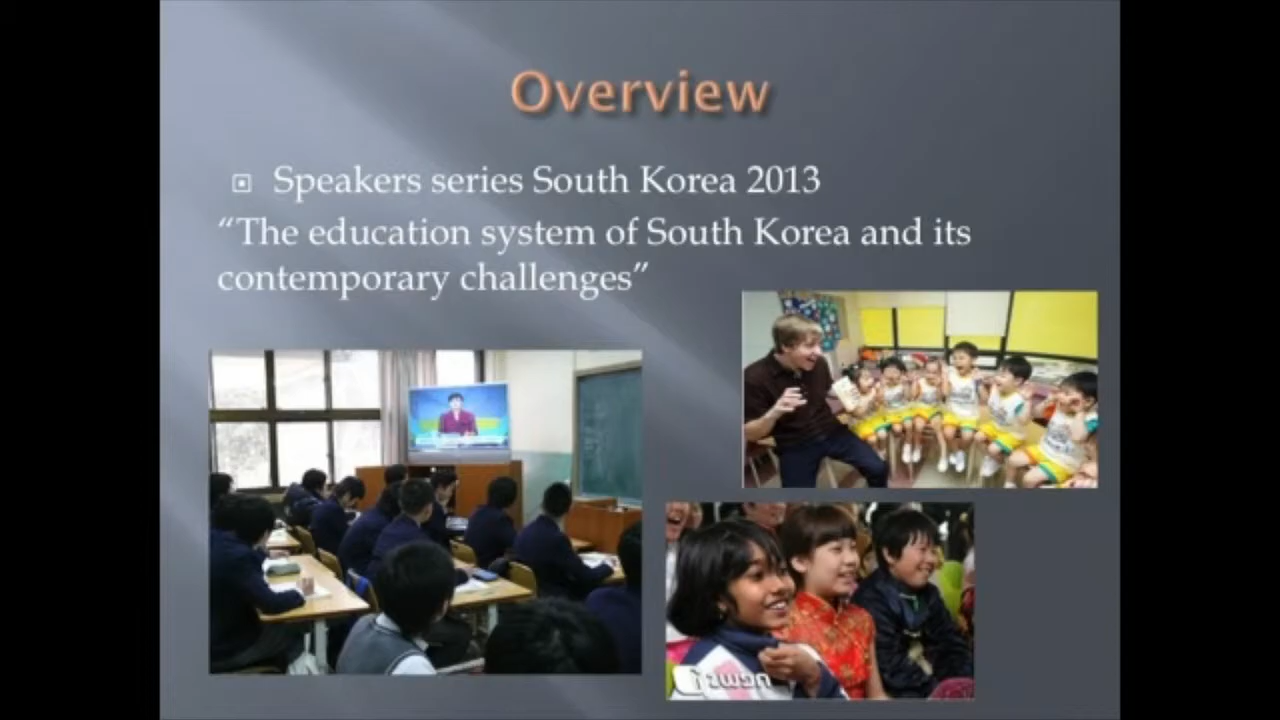 Overview
Speakers series South Korea 2013
“The education system of South Korea and its
contemporary challenges”